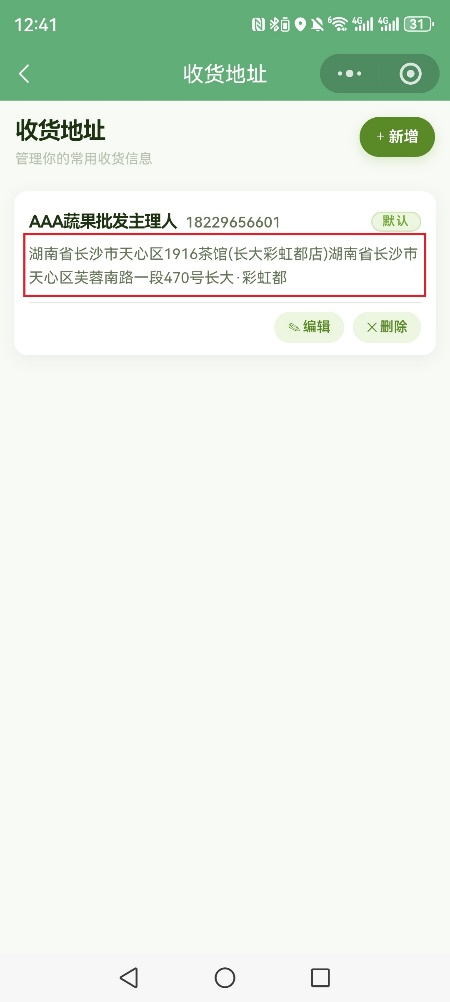 12:41
6 4G 4G 31
收货地址
收货地址
管理你的常用收货信息
+ 新增
AAA蔬果批发主理人 18229656601 默认
湖南省长沙市天心区1916茶馆(长大彩虹都店)湖南省长沙市
天心区芙蓉南路一段470号长大·彩虹都
编辑 删除